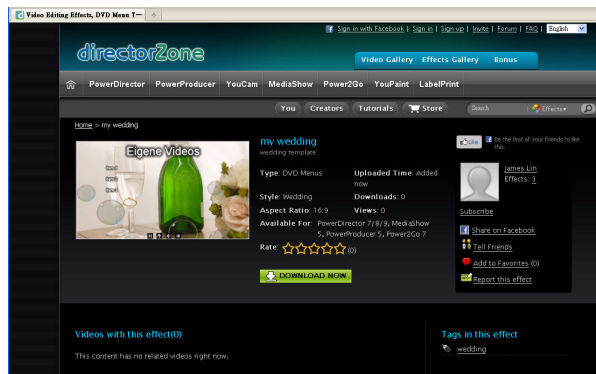 Video Editing Effects, DVD Menu T…
Sign in with Facebook | Sign in | Sign up | Invite | Forum | FAQ | English
directorZone
Video Gallery Effects Gallery Bonus
PowerDirector PowerProducer YouCam MediaShow Power2Go YouPaint LabelPrint
You Creators Tutorials Store Search Effects
Home > my wedding
Eigene Videos
my wedding
wedding template
Type: DVD Menus
Uploaded Time: Added now
Style: Wedding
Downloads: 0
Aspect Ratio: 16:9
Views: 0
Available For: PowerDirector 7/8/9, MediaShow
5, PowerProducer 5, Power2Go 7
Rate: (0)
DOWNLOAD NOW
Like
Be the first of your friends to like
this.
James Lin
Effects: 3
Subscribe
Share on Facebook
Tell Friends
Add to Favorites (0)
Report this effect
Videos with this effect(0)
This content has no related videos right now.
Tags in this effect
wedding